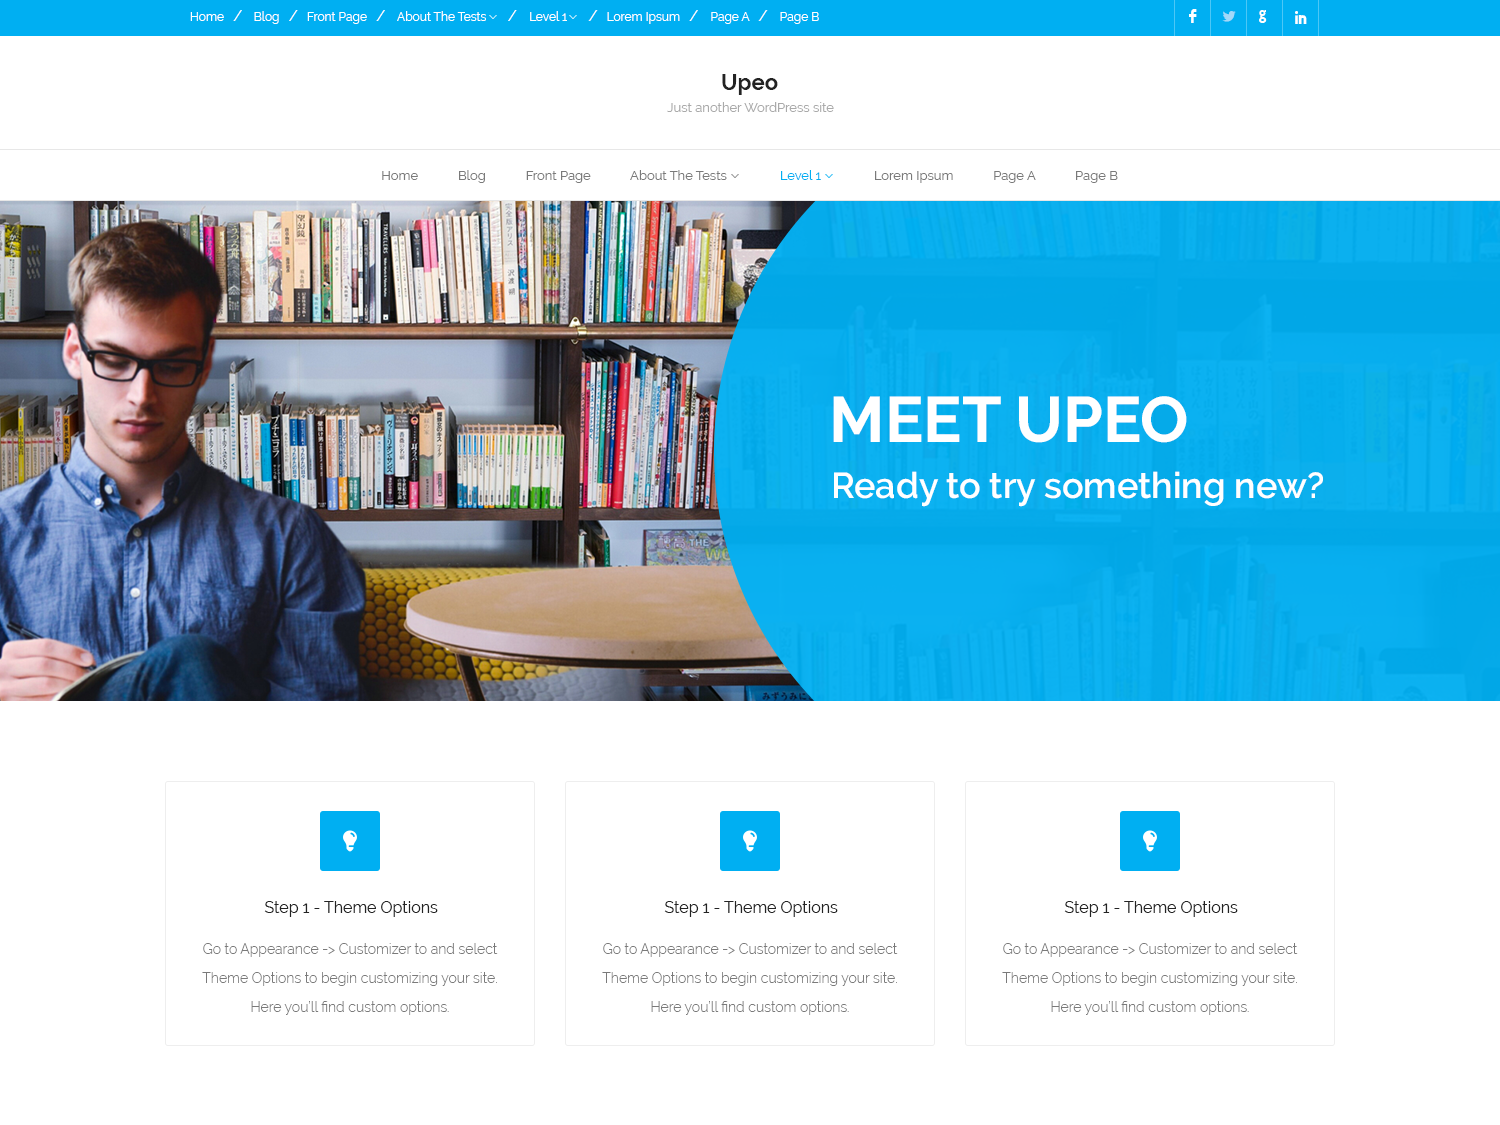 Home / Blog / Front Page / About The Tests / Level 1 / Lorem Ipsum / Page A / Page B
Upeo
Just another WordPress site
Home Blog Front Page About The Tests Level 1 Lorem Ipsum Page A Page B
MEET UPEO
Ready to try something new?
Step 1 - Theme Options
Go to Appearance -> Customizer to and select
Theme Options to begin customizing your site.
Here you'll find custom options.
Step 1 - Theme Options
Go to Appearance -> Customizer to and select
Theme Options to begin customizing your site.
Here you'll find custom options.
Step 1 - Theme Options
Go to Appearance -> Customizer to and select
Theme Options to begin customizing your site.
Here you'll find custom options.